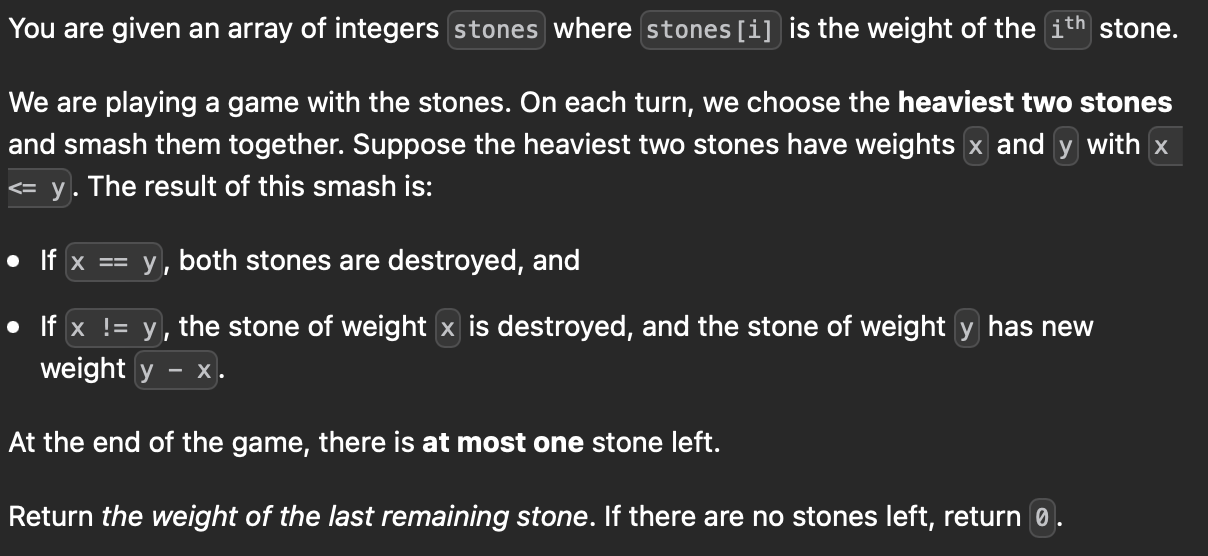 You are given an array of integers stones where stones[i] is the weight of the ith stone.
We are playing a game with the stones. On each turn, we choose the heaviest two stones
and smash them together. Suppose the heaviest two stones have weights x and y with x
<= y. The result of this smash is:
• If x == y, both stones are destroyed, and
• If x != y, the stone of weight x is destroyed, and the stone of weight y has new
weight y - x.
At the end of the game, there is at most one stone left.
Return the weight of the last remaining stone. If there are no stones left, return 0.